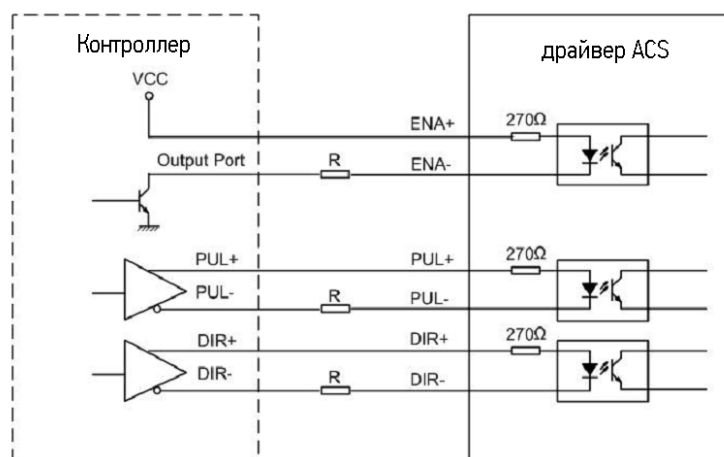 Контроллер
драйвер ACS
VCC
ENA+
270Ω
Output Port
R
ENA-
PUL+
PUL+
270Ω
PUL-
R
PUL-
DIR+
DIR+
270Ω
DIR-
R
DIR-